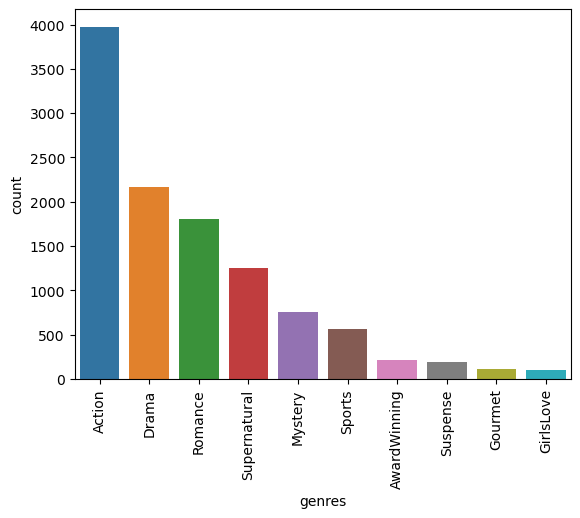 4000
3500
3000
2500
2000
1500
1000
500
0
count
Action
Drama
Romance
Supernatural
Mystery
Sports
AwardWinning
Suspense
Gourmet
GirlsLove
genres